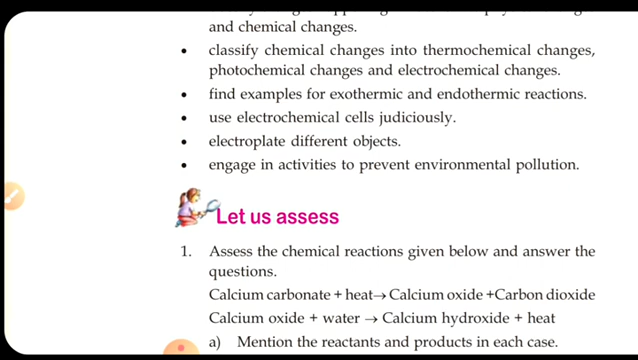 and chemical changes.
• classify chemical changes into thermochemical changes,
photochemical changes and electrochemical changes.
• find examples for exothermic and endothermic reactions.
• use electrochemical cells judiciously.
• electroplate different objects.
• engage in activities to prevent environmental pollution.
Let us assess
1. Assess the chemical reactions given below and answer the
questions.
Calcium carbonate + heat→ Calcium oxide +Carbon dioxide
Calcium oxide + water → Calcium hydroxide + heat
a) Mention the reactants and products in each case.